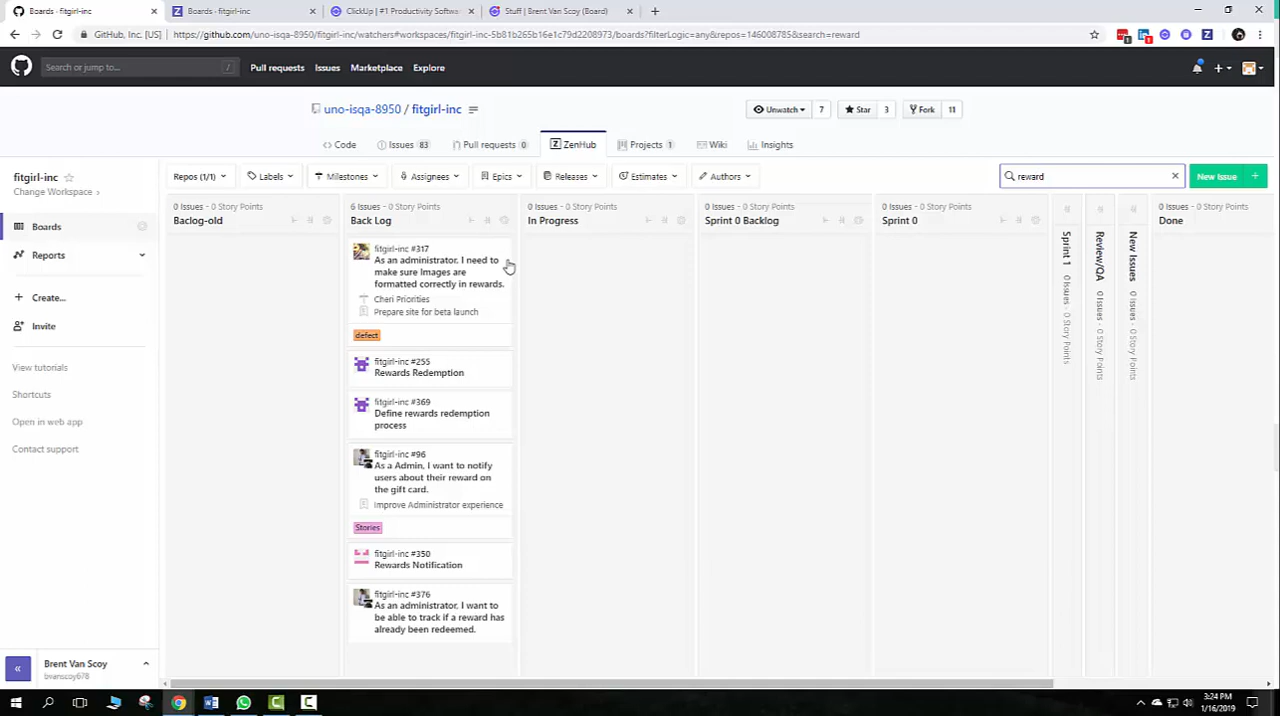 Boards - fitgirl-inc
Boards - fitgirl-inc
ClickUp | #1 Productivity Softwa
Stuff | Brent Van Scoy (Board)
GitHub, Inc. [US]
https://github.com/uno-isqa-8950/fitgirl-inc/watchers#workspaces/fitgirl-inc-5b81b265b16e1c79d2208973/boards?filterLogic=any&repos=146008785&search=reward
Search or jump to...
/
Pull requests
Issues
Marketplace
Explore
uno-isqa-8950 / fitgirl-inc
Unwatch
7
Star
3
Fork
11
Code
Issues 83
Pull requests 0
ZenHub
Projects 1
Wiki
Insights
fitgirl-inc
Change Workspace
Boards
Reports
Create...
Invite
View tutorials
Shortcuts
Open in web app
Contact support
Brent Van Scoy
bvanscoy678
Repos (1/1)
Labels
Milestones
Assignees
Epics
Releases
Estimates
Authors
reward
New Issue
0 Issues - 0 Story Points
Baclog-old
6 Issues - 0 Story Points
Back Log
fitgirl-inc #317
As an administrator. I need to
make sure Images are
formatted correctly in rewards.
Cheri Priorities
Prepare site for beta launch
defect
fitgirl-inc #255
Rewards Redemption
fitgirl-inc #369
Define rewards redemption
process
fitgirl-inc #96
As a Admin, I want to notify
users about their reward on
the gift card.
Improve Administrator experience
Stories
fitgirl-inc #350
Rewards Notification
fitgirl-inc #376
As an administrator, I want to
be able to track if a reward has
already been redeemed.
0 Issues - 0 Story Points
In Progress
0 Issues - 0 Story Points
Sprint 0 Backlog
0 Issues - 0 Story Points
Sprint 0
Sprint 1 0 Issues - 0 Story Points
Review/QA 0 Issues - 0 Story Points
New Issues 0 Issues - 0 Story Points
0 Issues - 0 Story Points
Done
3:24 PM
1/16/2019